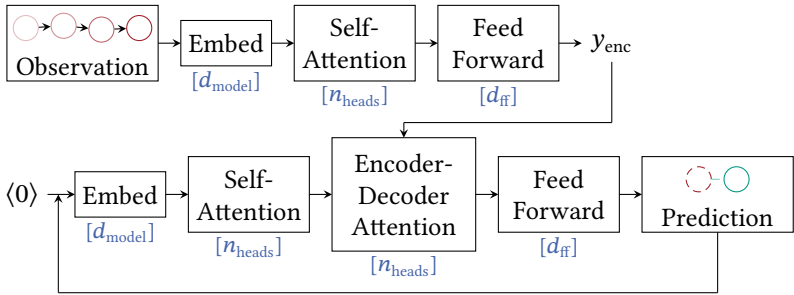 Observation
Embed
[d_model]
Self-
Attention
[n_heads]
Feed
Forward
[d_ff]
y_enc
⟨0⟩
Embed
[d_model]
Self-
Attention
[n_heads]
Encoder-
Decoder
Attention
[n_heads]
Feed
Forward
[d_ff]
Prediction